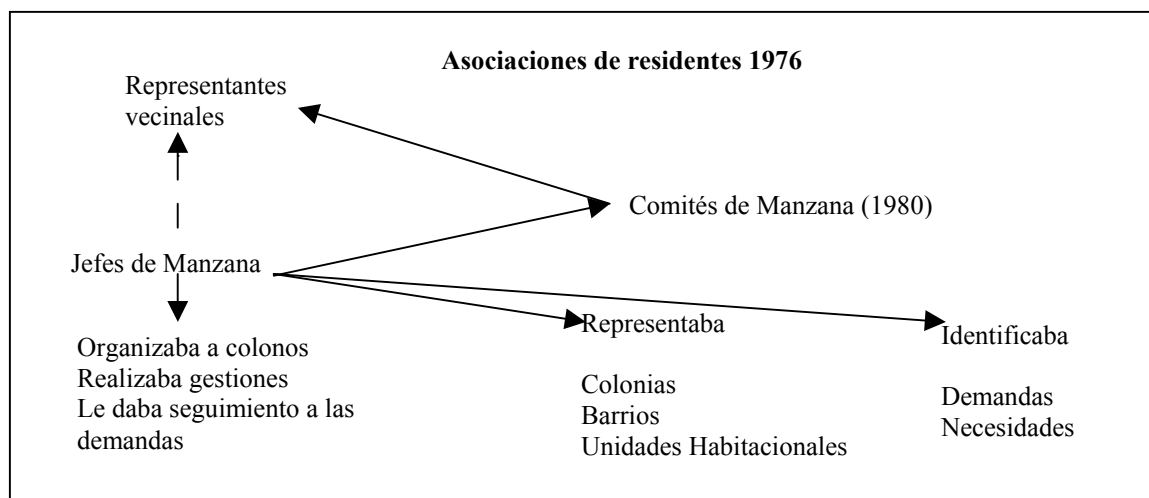 Asociaciones de residentes 1976
Representantes
vecinales
Comités de Manzana (1980)
Jefes de Manzana
Organizaba a colonos
Realizaba gestiones
Le daba seguimiento a las
demandas
Representaba
Colonias
Barrios
Unidades Habitacionales
Identificaba
Demandas
Necesidades